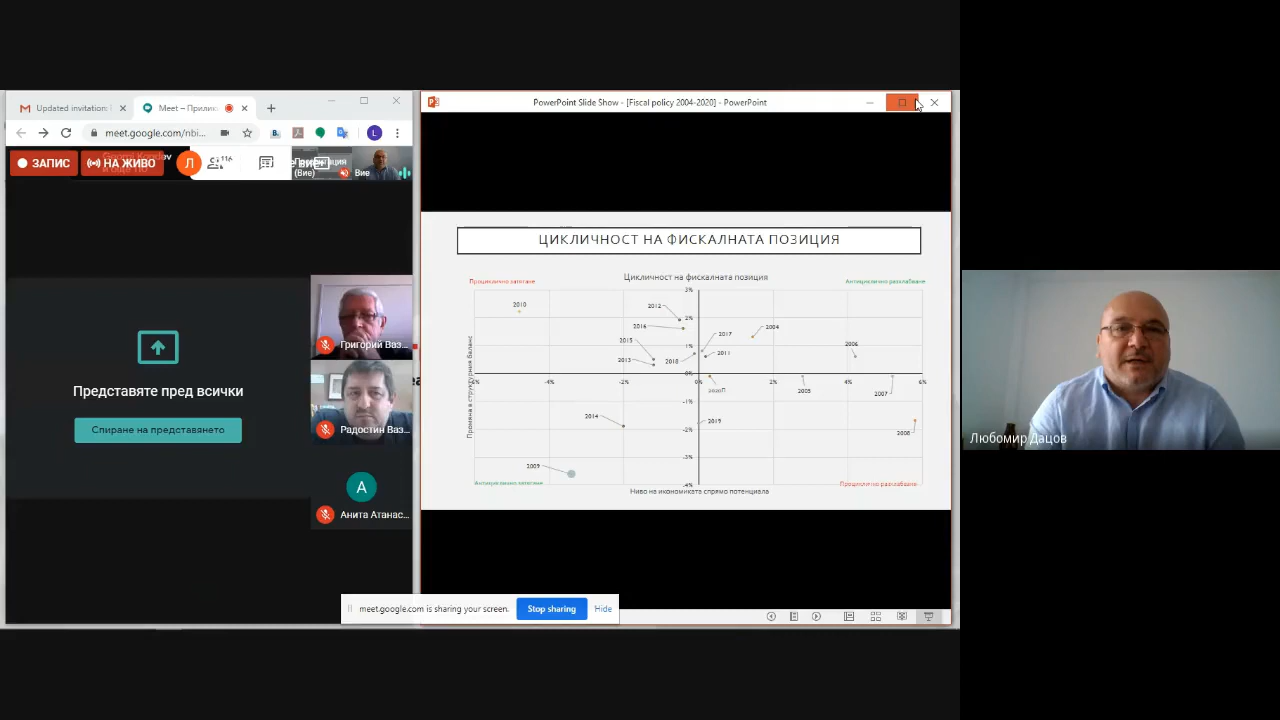 Updated invitation:
Meet – Прилик
meet.google.com/nbi...
ЗАПИС
НА ЖИВО
Л
116
(Вие)
Вие
Представяте пред всички
Спиране на представянето
Григорий Ваз...
Радостин Ваз...
А
Анита Атанас...
meet.google.com is sharing your screen.
Stop sharing
Hide
PowerPoint Slide Show - [Fiscal policy 2004-2020] - PowerPoint
ЦИКЛИЧНОСТ НА ФИСКАЛНАТА ПОЗИЦИЯ
Цикличност на фискалната позиция
Проциклично затягане
Антициклично разхлабване
3%
2%
1%
0%
-1%
-2%
-3%
-4%
-4%
-2%
2%
4%
6%
2010
2012
2016
2015
2013
2018
2017
2011
2004
2006
2005
2007
2008
2014
2019
2009
Промяна в структурния баланс
Ниво на икономиката спрямо потенциала
Антициклично затягане
Проциклично разхлабване
Любомир Дацов